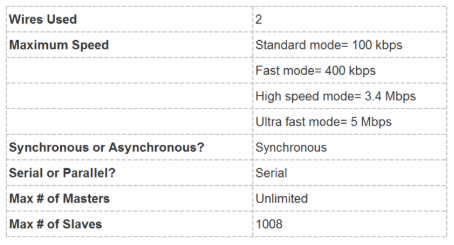 Wires Used 2
Maximum Speed Standard mode= 100 kbps
Fast mode= 400 kbps
High speed mode= 3.4 Mbps
Ultra fast mode= 5 Mbps
Synchronous or Asynchronous? Synchronous
Serial or Parallel? Serial
Max # of Masters Unlimited
Max # of Slaves 1008